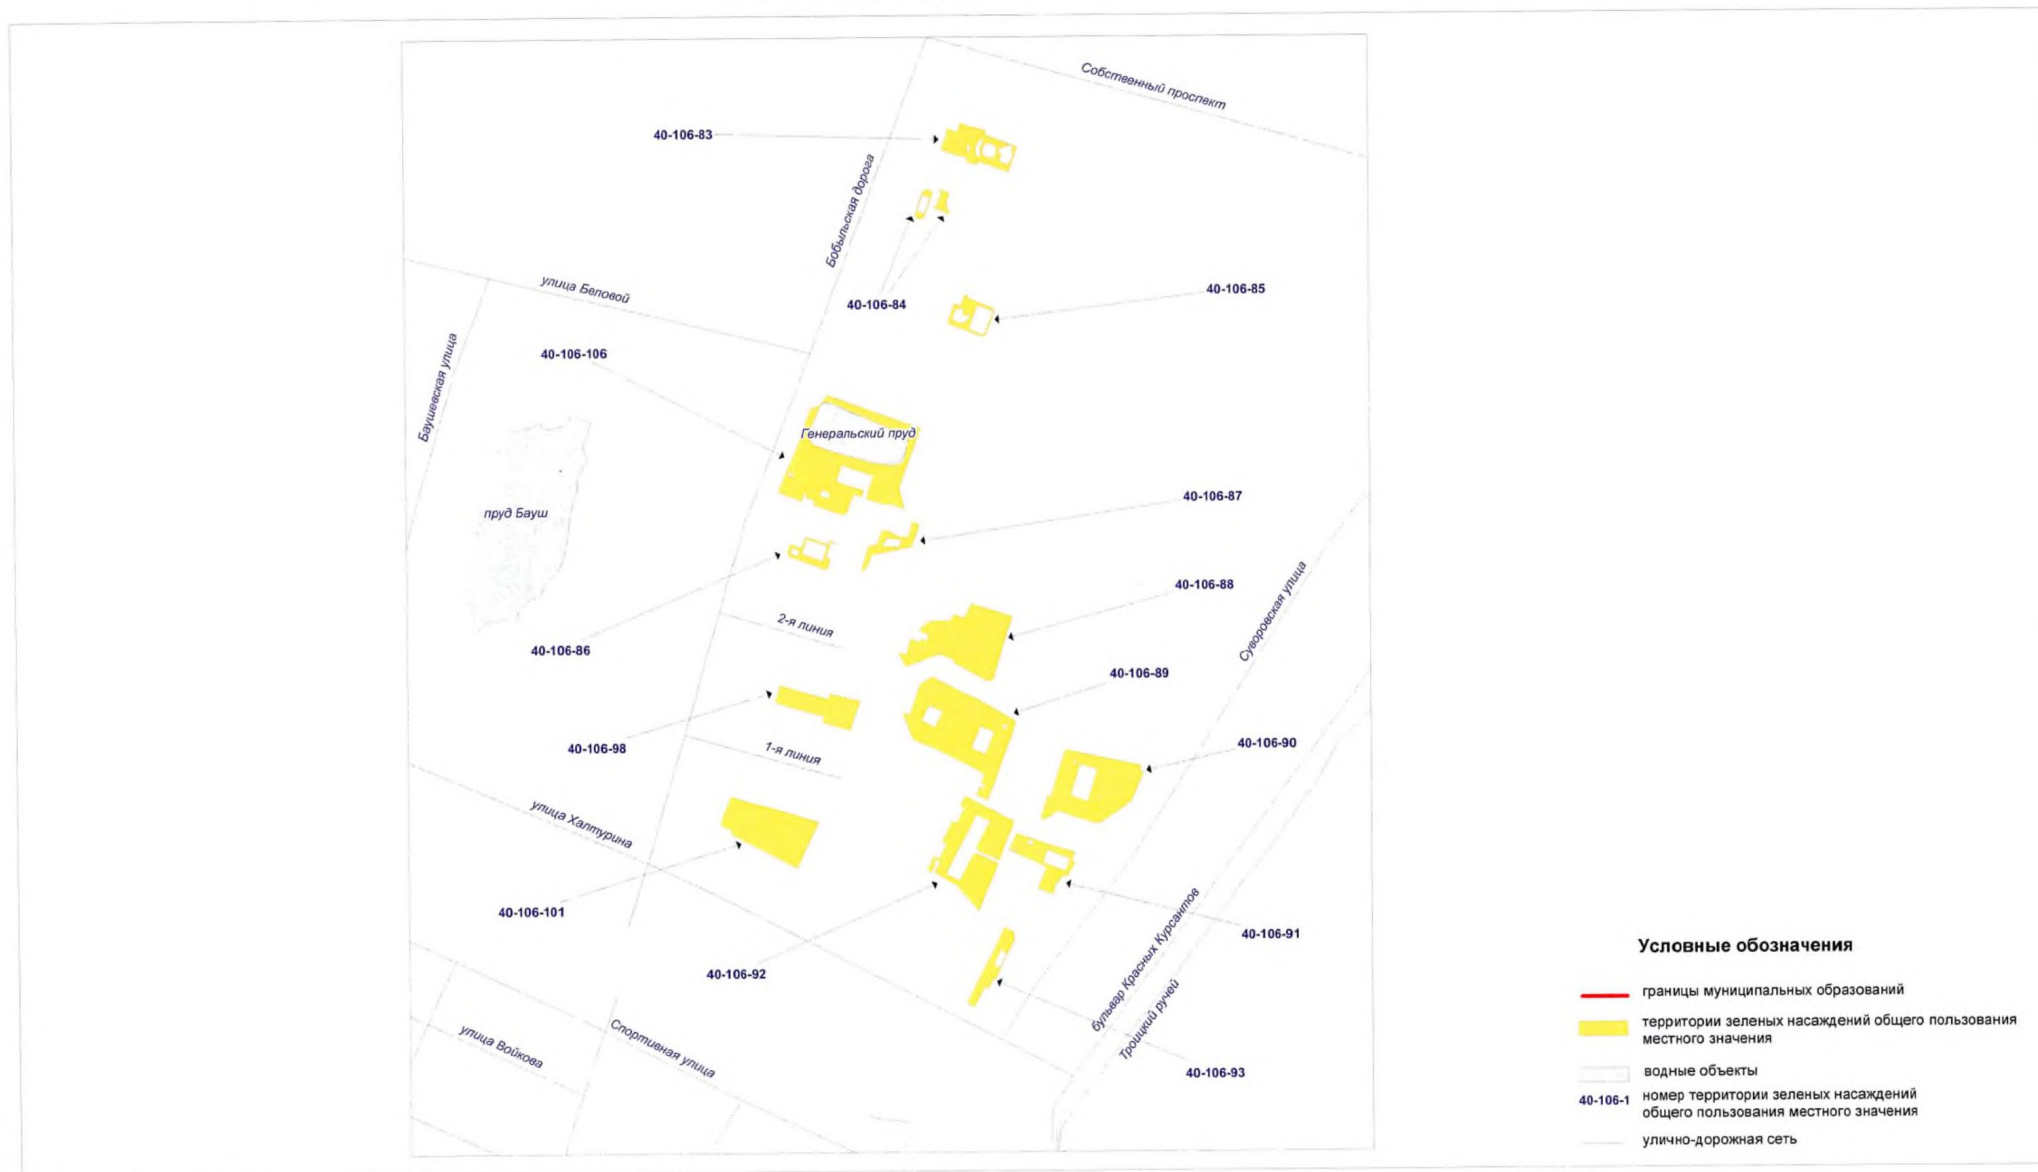 Собственный проспект
40-106-83
Бобыльская дорога
40-106-84
40-106-85
улица Беловой
Баушевская улица
40-106-106
Генеральский пруд
пруд Бауш
40-106-87
40-106-88
Суворовская улица
2-я линия
40-106-86
40-106-89
40-106-98
1-я линия
40-106-90
улица Халтурина
40-106-101
40-106-92
40-106-91
бульвар Красных Курсантов
Троицкий ручей
Спортивная улица
улица Войкова
40-106-93
Условные обозначения
границы муниципальных образований
территории зеленых насаждений общего пользования
местного значения
водные объекты
40-106-1 номер территории зеленых насаждений
общего пользования местного значения
улично-дорожная сеть